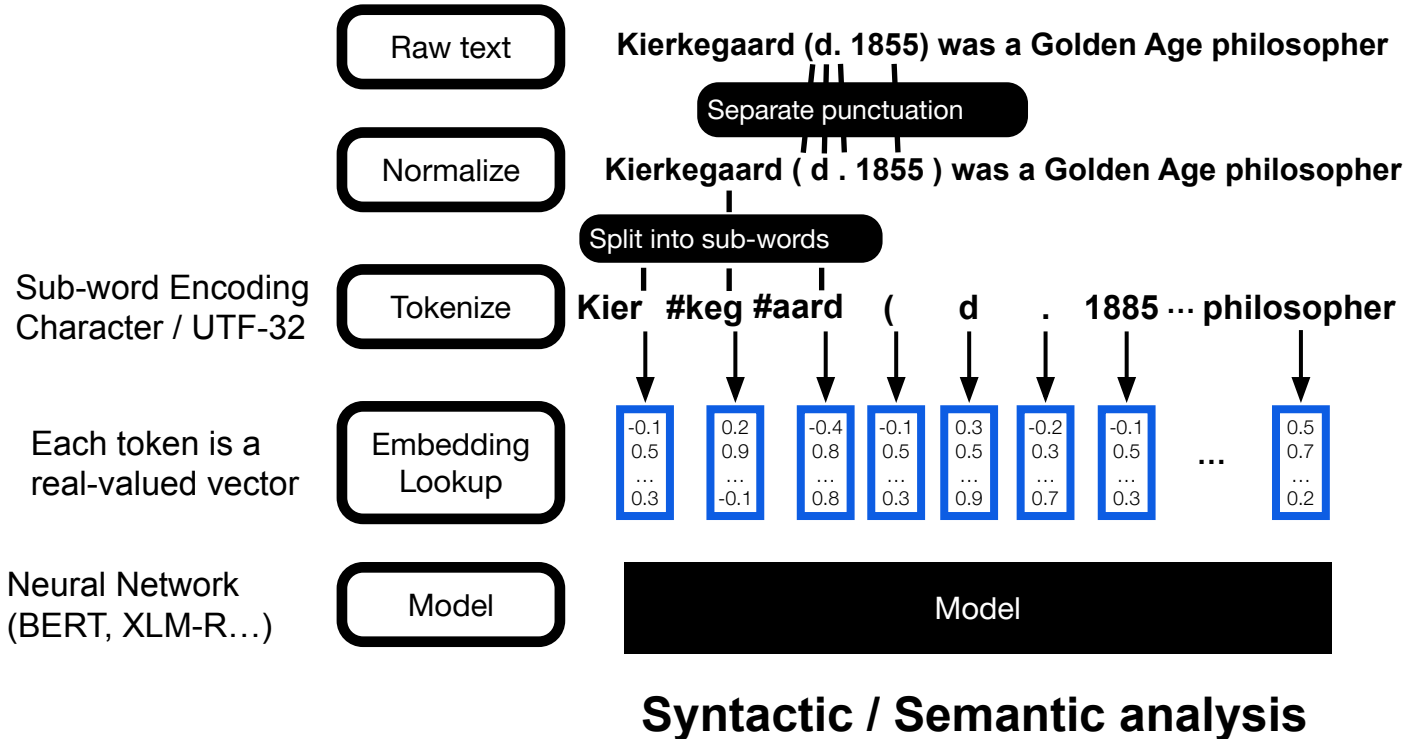 Raw text
Kierkegaard (d. 1855) was a Golden Age philosopher
Separate punctuation
Normalize
Kierkegaard ( d . 1855 ) was a Golden Age philosopher
Split into sub-words
Sub-word Encoding
Character / UTF-32
Tokenize
Kier #keg #aard ( d . 1885 ... philosopher
Each token is a
real-valued vector
Embedding
Lookup
-0.1 0.2 -0.4 -0.1 0.3 -0.2 -0.1 0.5
0.5 0.9 0.8 0.5 0.5 0.3 0.5 ... 0.7
... ... ... ... ... ... ... ...
0.3 -0.1 0.8 0.3 0.9 0.7 0.3 0.2
Neural Network
(BERT, XLM-R…)
Model
Model
Syntactic / Semantic analysis